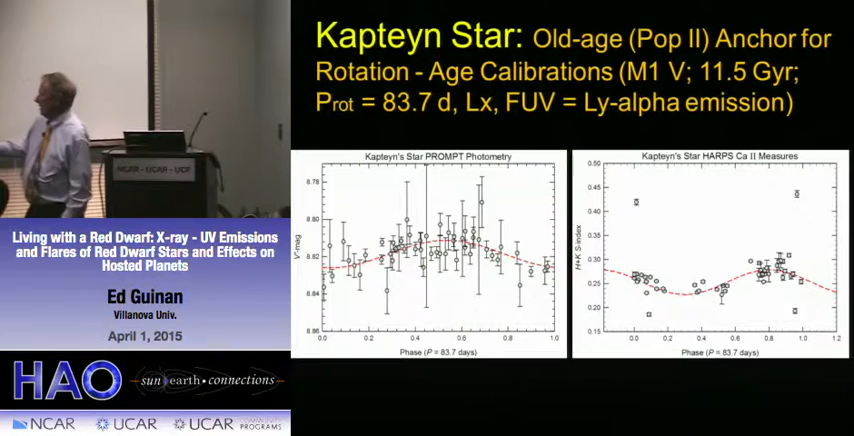 Kapteyn Star: Old-age (Pop II) Anchor for
Rotation - Age Calibrations (M1 V; 11.5 Gyr;
Prot = 83.7 d, Lx, FUV = Ly-alpha emission)
NCAR - UCAR - UCP
Living with a Red Dwarf: X-ray - UV Emissions
and Flares of Red Dwarf Stars and Effects on
Hosted Planets
Ed Guinan
Villanova Univ.
April 1, 2015
HAO sun earth • connections
NCAR UCAR UCAR COMMUNITY
PROGRAMS
Kapteyn's Star PROMPT Photometry
V-mag
8.78
8.80
8.82
8.84
8.86
0.0 0.2 0.4 0.6 0.8 1.0
Phase (P = 83.7 days)
Kapteyn's Star HARPS Ca II Measures
H+K S-index
0.50
0.45
0.40
0.35
0.30
0.25
0.20
0.15
0.0 0.2 0.4 0.6 0.8 1.0 1.2
Phase (P = 83.7 days)